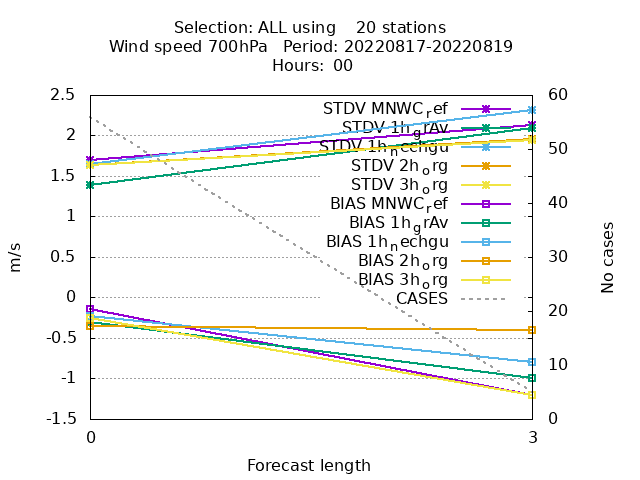 Selection: ALL using    20 stations
Wind speed 700hPa   Period: 20220817-20220819
Hours:  00
2.5
2
1.5
1
0.5
0
-0.5
-1
-1.5
m/s
STDV MNWC_ref
STDV 1h_grAv
STDV 1h_nechgu
STDV 2h_org
STDV 3h_org
BIAS MNWC_ref
BIAS 1h_grAv
BIAS 1h_nechgu
BIAS 2h_org
BIAS 3h_org
CASES
60
50
40
30
20
10
0
No cases
0
3
Forecast length